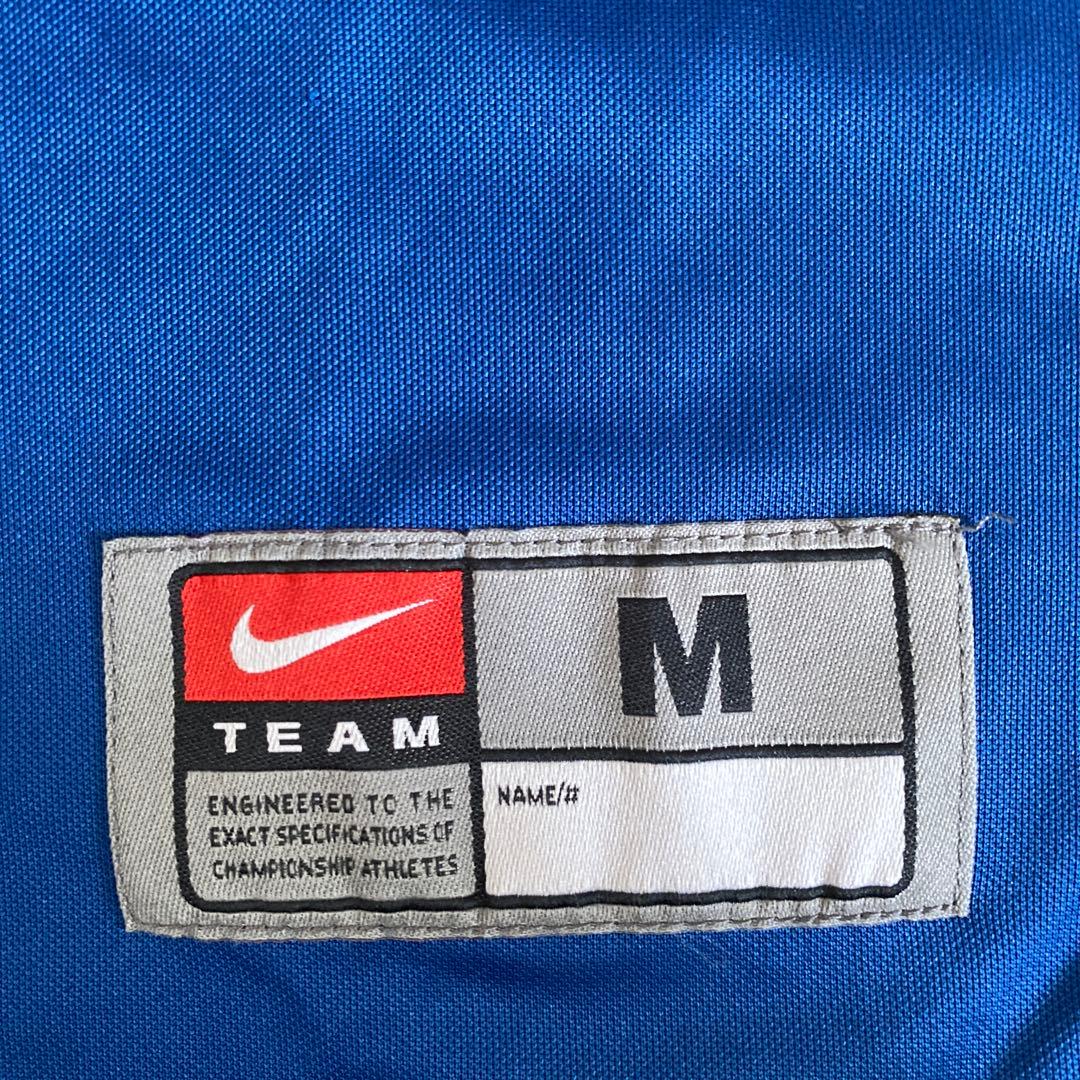 TEAM
ENGINEERED TO THE
EXACT SPECIFICATIONS OF
CHAMPIONSHIP ATHLETES
M
NAME/#